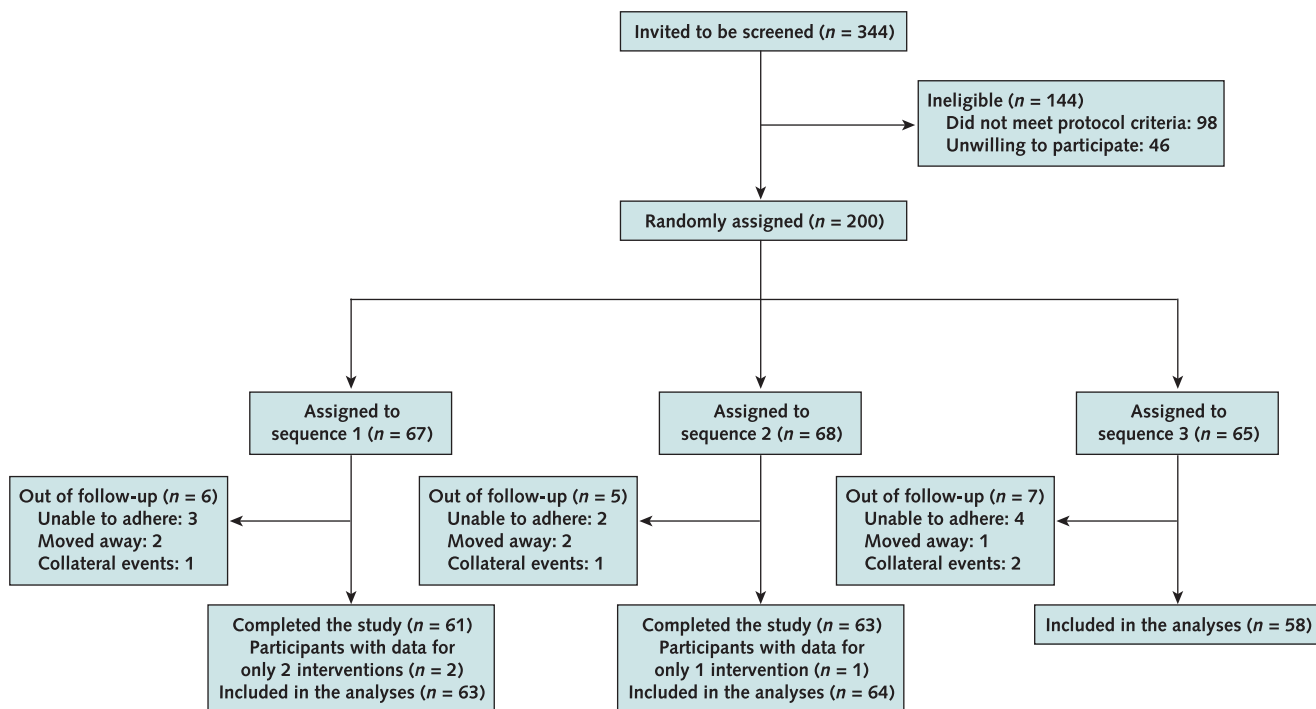 Invited to be screened (n = 344)
Ineligible (n = 144)
Did not meet protocol criteria: 98
Unwilling to participate: 46
Randomly assigned (n = 200)
Assigned to
sequence 1 (n = 67)
Assigned to
sequence 2 (n = 68)
Assigned to
sequence 3 (n = 65)
Out of follow-up (n = 6)
Unable to adhere: 3
Moved away: 2
Collateral events: 1
Out of follow-up (n = 5)
Unable to adhere: 2
Moved away: 2
Collateral events: 1
Out of follow-up (n = 7)
Unable to adhere: 4
Moved away: 1
Collateral events: 2
Completed the study (n = 61)
Participants with data for
only 2 interventions (n = 2)
Included in the analyses (n = 63)
Completed the study (n = 63)
Participants with data for
only 1 intervention (n = 1)
Included in the analyses (n = 64)
Included in the analyses (n = 58)